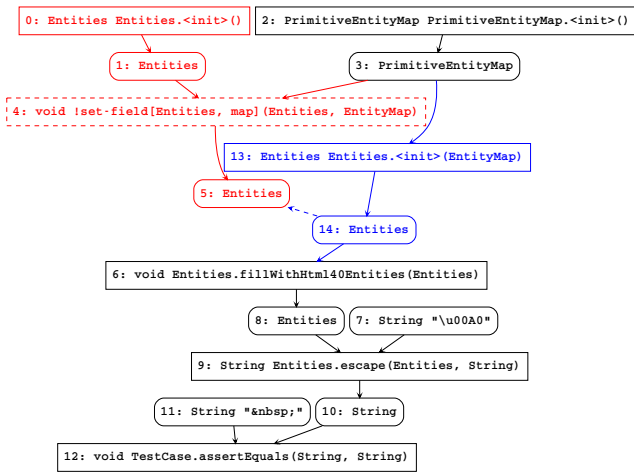 0: Entities Entities.<init>()
2: PrimitiveEntityMap PrimitiveEntityMap.<init>()
1: Entities
3: PrimitiveEntityMap
4: void !set-field[Entities, map](Entities, EntityMap)
13: Entities Entities.<init>(EntityMap)
5: Entities
14: Entities
6: void Entities.fillWithHtml40Entities(Entities)
8: Entities
7: String "\u00A0"
9: String Entities.escape(Entities, String)
11: String "&nbsp;"
10: String
12: void TestCase.assertEquals(String, String)